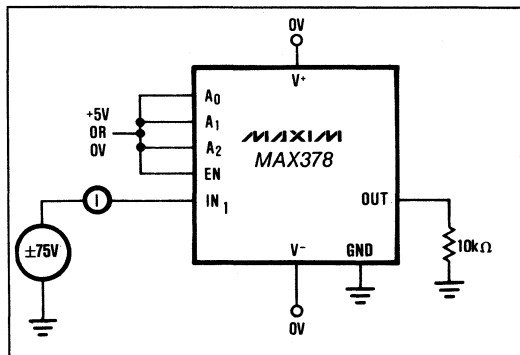 0V
V+
+5V
OR
0V
A0
A1
A2
EN
IN1
MAXIM
MAX378
OUT
I
±75V
10kΩ
V-
GND
0V